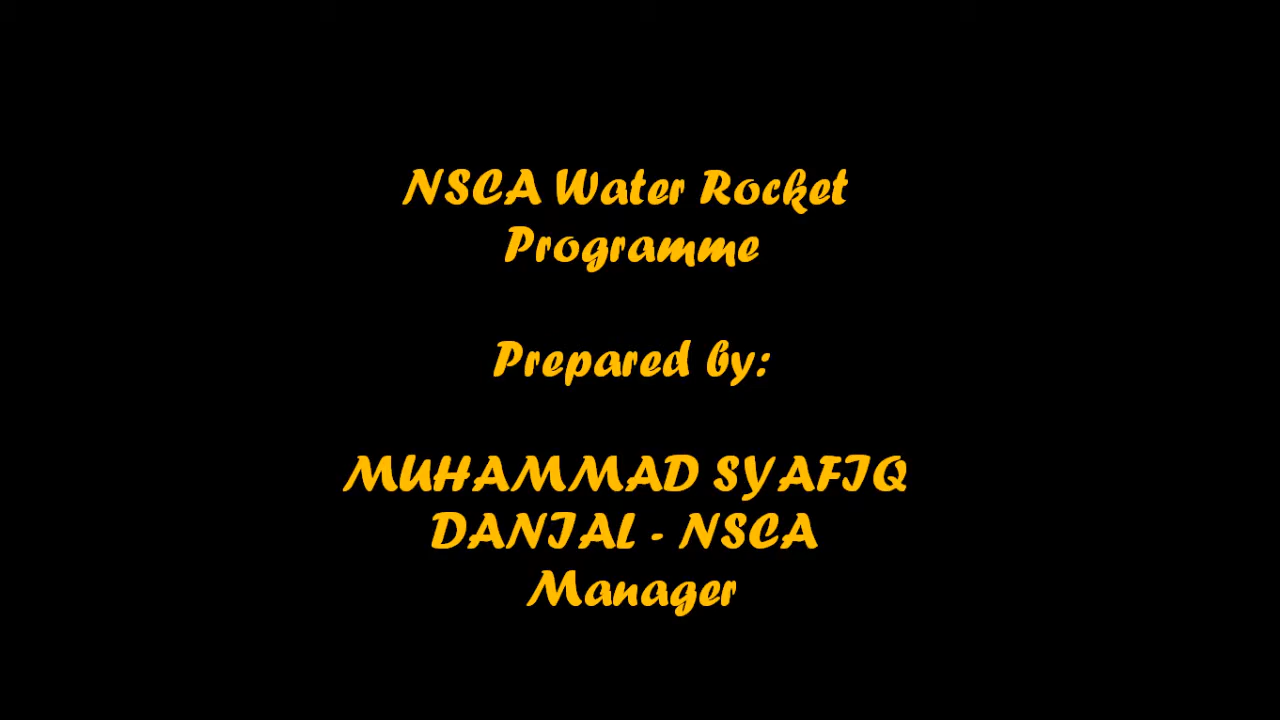 NSCA Water Rocket
Programme
Prepared by:
MUHAMMAD SYAFIQ
DANIAL - NSCA
Manager